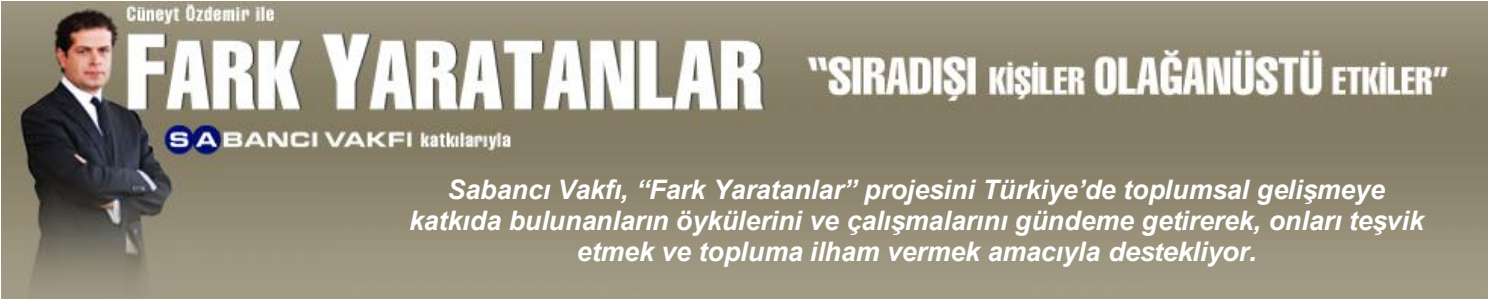 Cüneyt Özdemir ile
FARK YARATANLAR
SABANCI VAKFI katkılarıyla
"SIRADIŞI KİŞİLER OLAĞANÜSTÜ ETKİLER"
Sabancı Vakfı, “Fark Yaratanlar” projesini Türkiye’de toplumsal gelişmeye
katkıda bulunanların öykülerini ve çalışmalarını gündeme getirerek, onları teşvik
etmek ve topluma ilham vermek amacıyla destekliyor.